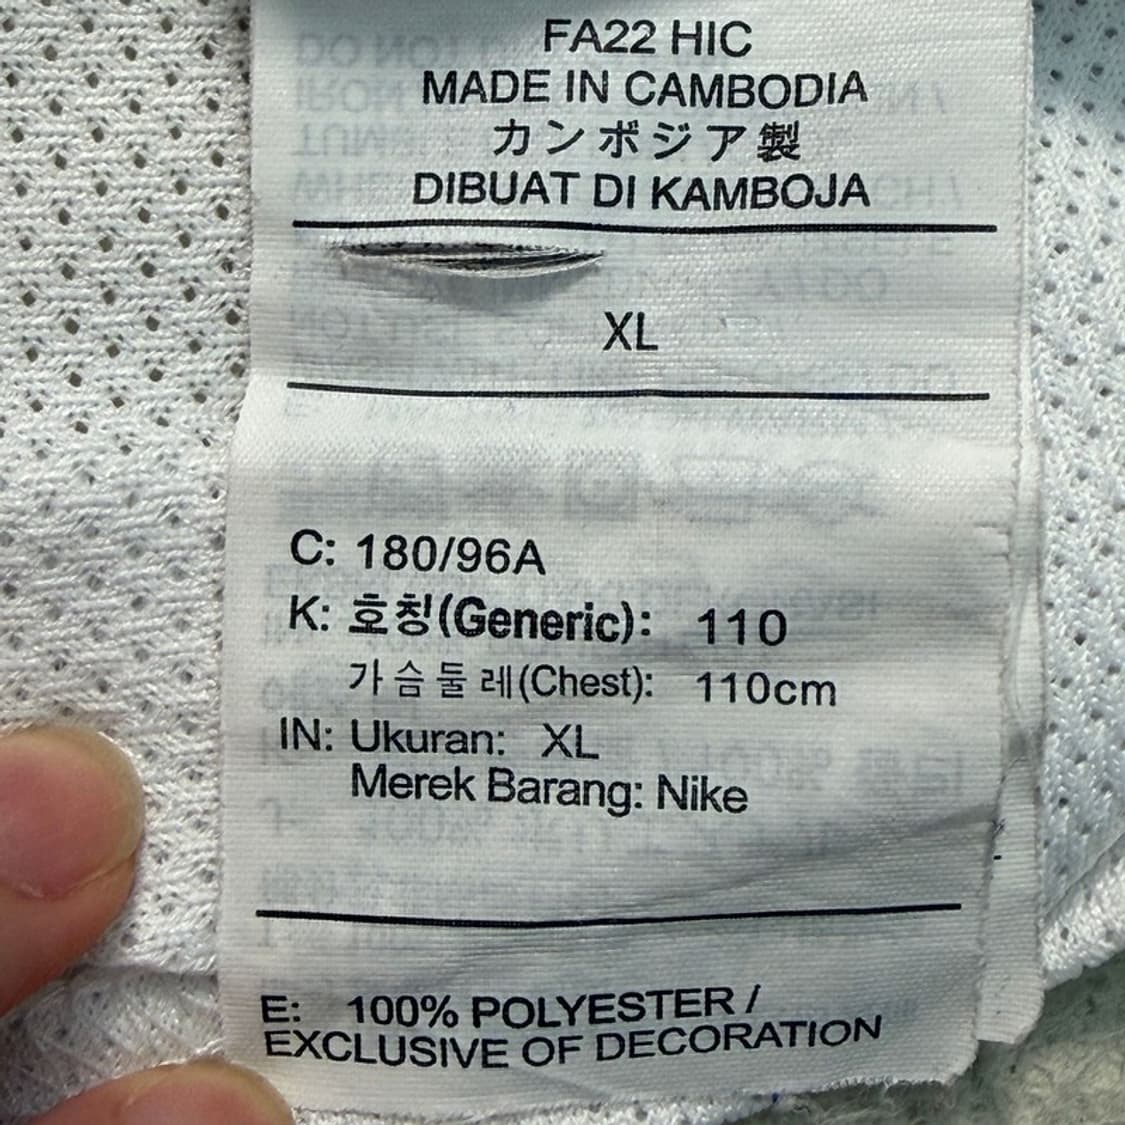 FA22 HIC
MADE IN CAMBODIA
カンボジア製
DIBUAT DI KAMBOJA
XL
C: 180/96A
K: 호칭(Generic): 110
가슴둘레(Chest): 110cm
IN: Ukuran: XL
Merek Barang: Nike
E: 100% POLYESTER /
EXCLUSIVE OF DECORATION